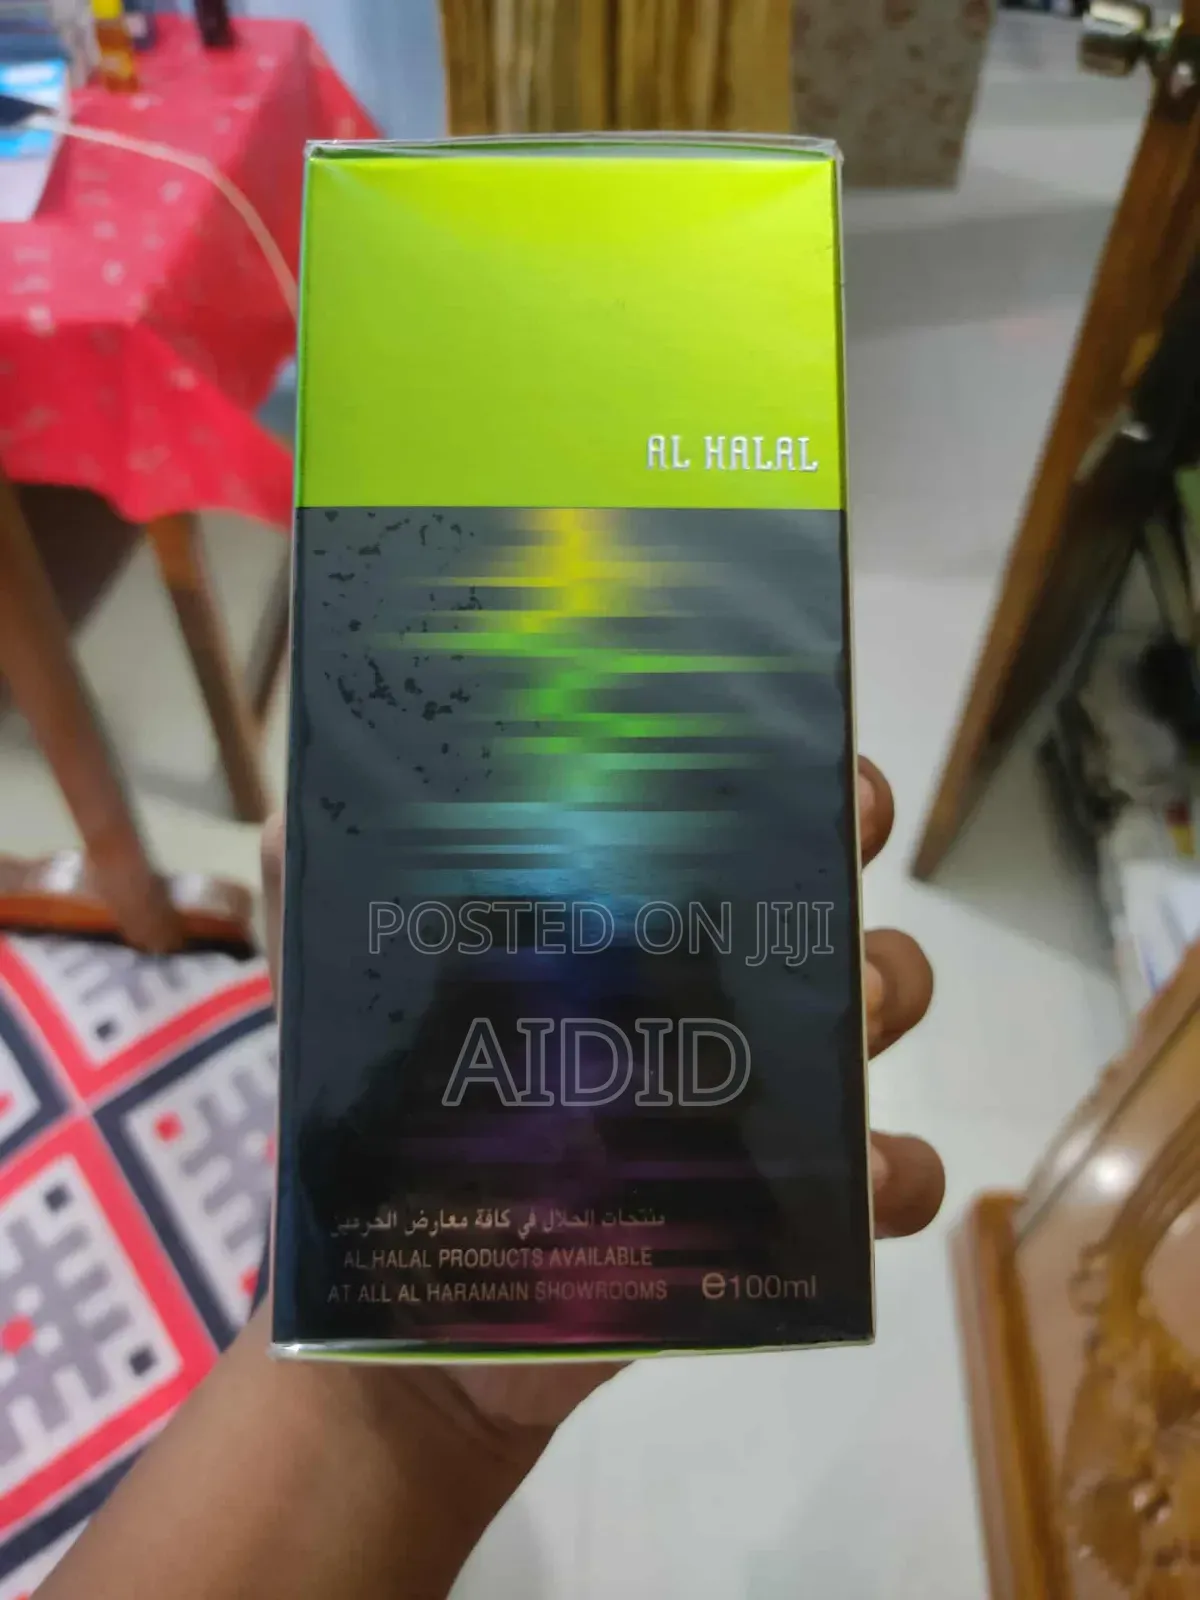 AL HALAL
POSTED ON JIJI
AIDID
منتجات الحلال في كافة معارض الحرمين
AL HALAL PRODUCTS AVAILABLE
AT ALL AL HARAMAIN SHOWROOMS
e100ml